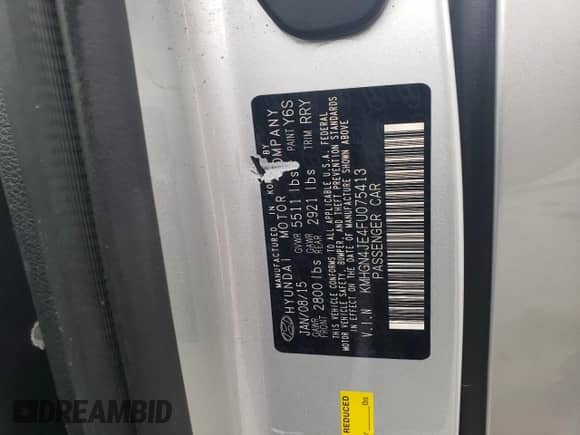 MANUFACTURED IN KO BY
HYUNDAI MOTOR COMPANY
JAN/08/15 GVWR 5511 lbs PAINT Y6S
GAWR FRONT 2800 lbs GAWR REAR 2921 lbs TRIM RRY
THIS VEHICLE CONFORMS TO ALL APPLICABLE U.S.A. FEDERAL
MOTOR VEHICLE SAFETY, BUMPER, AND THEFT PREVENTION STANDARDS
IN EFFECT ON THE DATE OF MANUFACTURE SHOWN ABOVE.
V.I.N KMHGN4JE4FU075413
PASSENGER CAR
REDUCED
DREAMBID